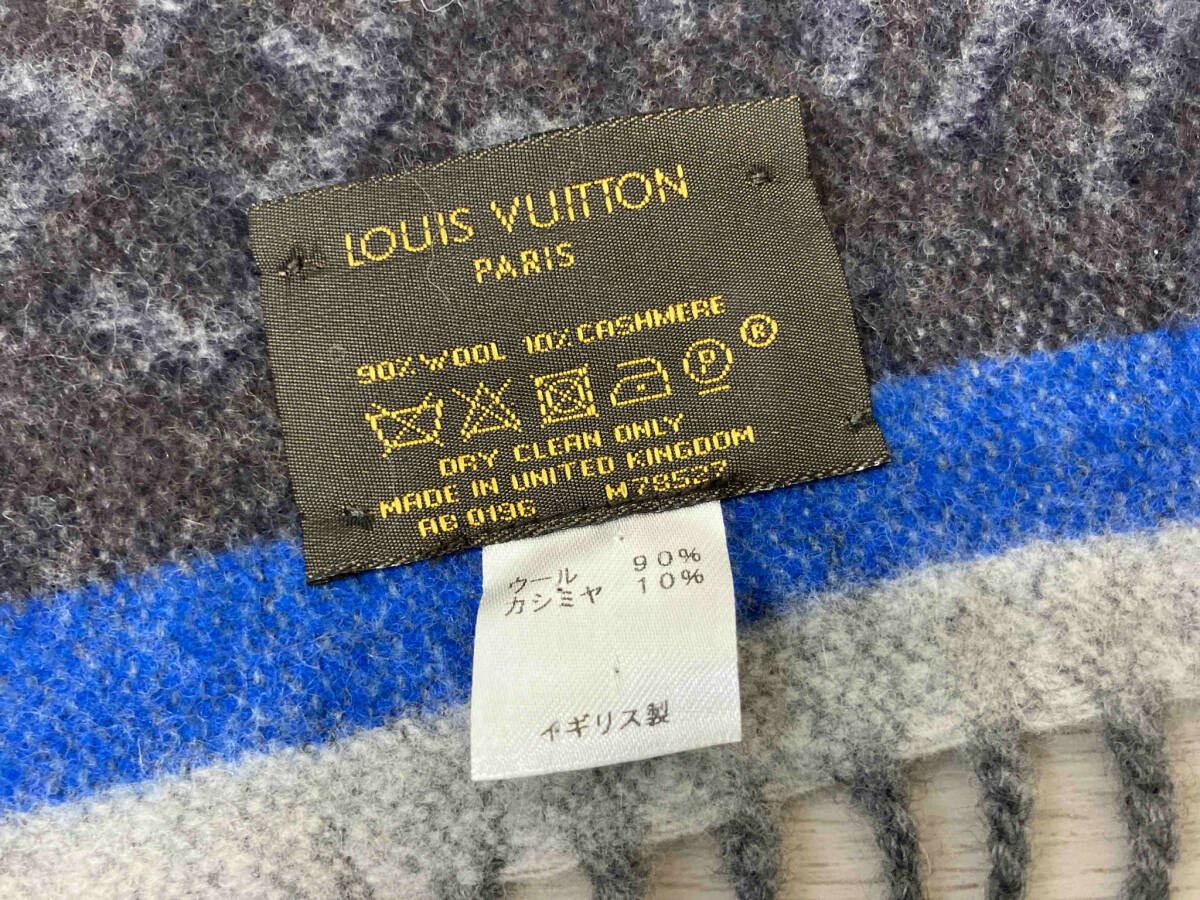 LOUIS VUITTON
PARIS
90% WOOL 10% CASHMERE
P ®
DRY CLEAN ONLY
MADE IN UNITED KINGDOM
AB 0196 M78527
ウール 90%
カシミヤ 10%
イギリス製